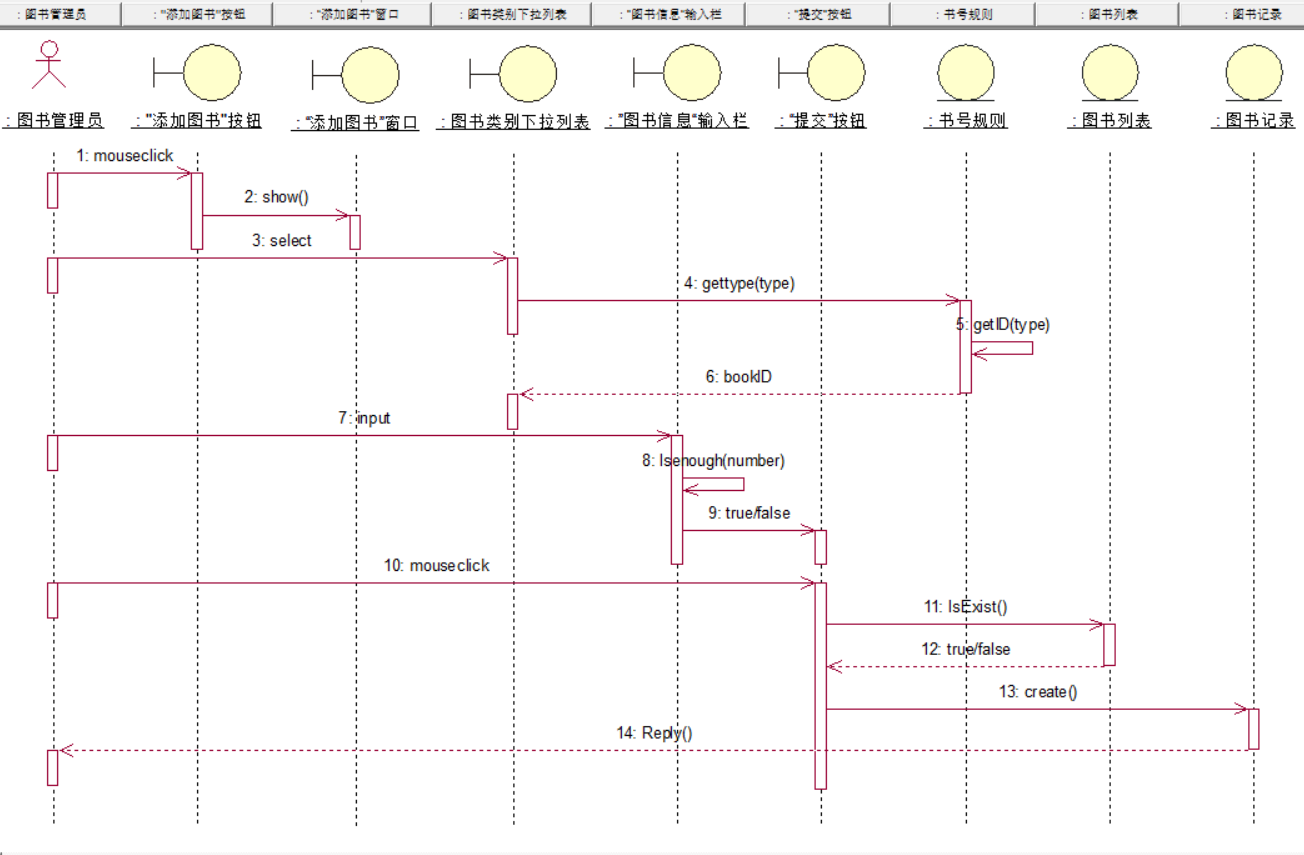 : 图书管理员
: "添加图书"按钮
: "添加图书"窗口
: 图书类别下拉列表
: "图书信息"输入栏
: "提交"按钮
: 书号规则
: 图书列表
: 图书记录
: 图书管理员
: "添加图书"按钮
: "添加图书"窗口
: 图书类别下拉列表
: "图书信息"输入栏
: "提交"按钮
: 书号规则
: 图书列表
: 图书记录
1: mouseclick
2: show()
3: select
4: gettype(type)
5: getID(type)
6: bookID
7: input
8: Isenough(number)
9: true/false
10: mouseclick
11: IsExist()
12: true/false
13: create()
14: Reply()